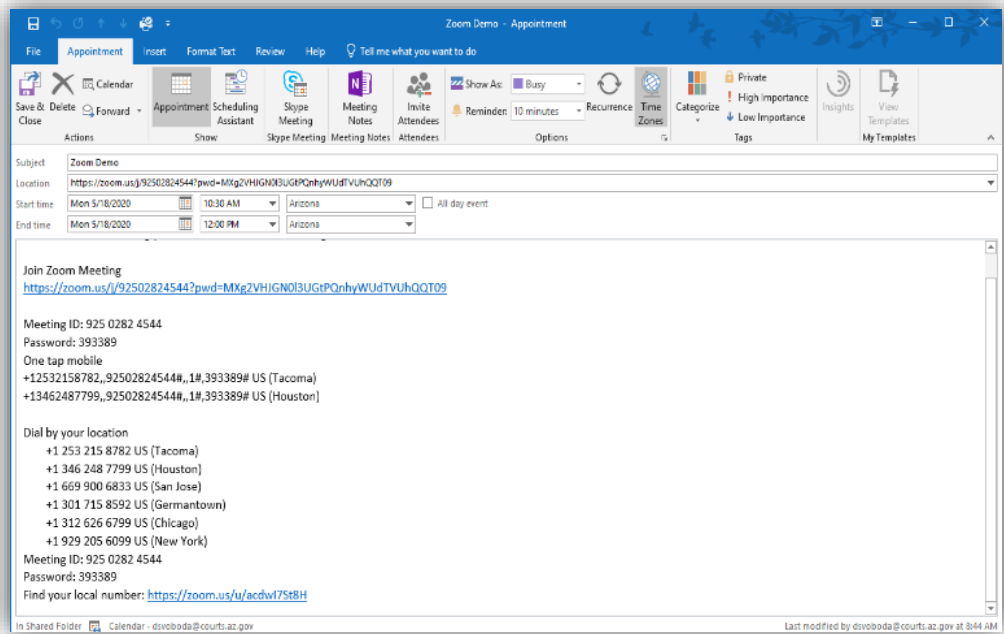 Zoom Demo - Appointment
File Appointment Insert Format Text Review Help Tell me what you want to do
Save & Close
Delete
Calendar
Forward
Actions
Appointment
Scheduling Assistant
Show
Skype Meeting
Skype Meeting
Meeting Notes
Meeting Notes
Invite Attendees
Attendees
Show As: Busy
Reminder: 10 minutes
Recurrence
Time Zones
Options
Categorize
Private
High Importance
Low Importance
Tags
Insights
View Templates
My Templates
Subject Zoom Demo
Location https://zoom.us/j/92502824544?pwd=MXg2VHJGN0l3UGtPQnhyWUdTVUhQQT09
Start time Mon 5/18/2020 10:30 AM Arizona All day event
End time Mon 5/18/2020 12:00 PM Arizona
Join Zoom Meeting
https://zoom.us/j/92502824544?pwd=MXg2VHJGN0l3UGtPQnhyWUdTVUhQQT09
Meeting ID: 925 0282 4544
Password: 393389
One tap mobile
+12532158782,,92502824544#,,1#,393389# US (Tacoma)
+13462487799,,92502824544#,,1#,393389# US (Houston)
Dial by your location
+1 253 215 8782 US (Tacoma)
+1 346 248 7799 US (Houston)
+1 669 900 6833 US (San Jose)
+1 301 715 8592 US (Germantown)
+1 312 626 6799 US (Chicago)
+1 929 205 6099 US (New York)
Meeting ID: 925 0282 4544
Password: 393389
Find your local number: https://zoom.us/u/acdwI7St8H
In Shared Folder Calendar - dsvoboda@courts.az.gov Last modified by dsvoboda@courts.az.gov at 8:44 AM